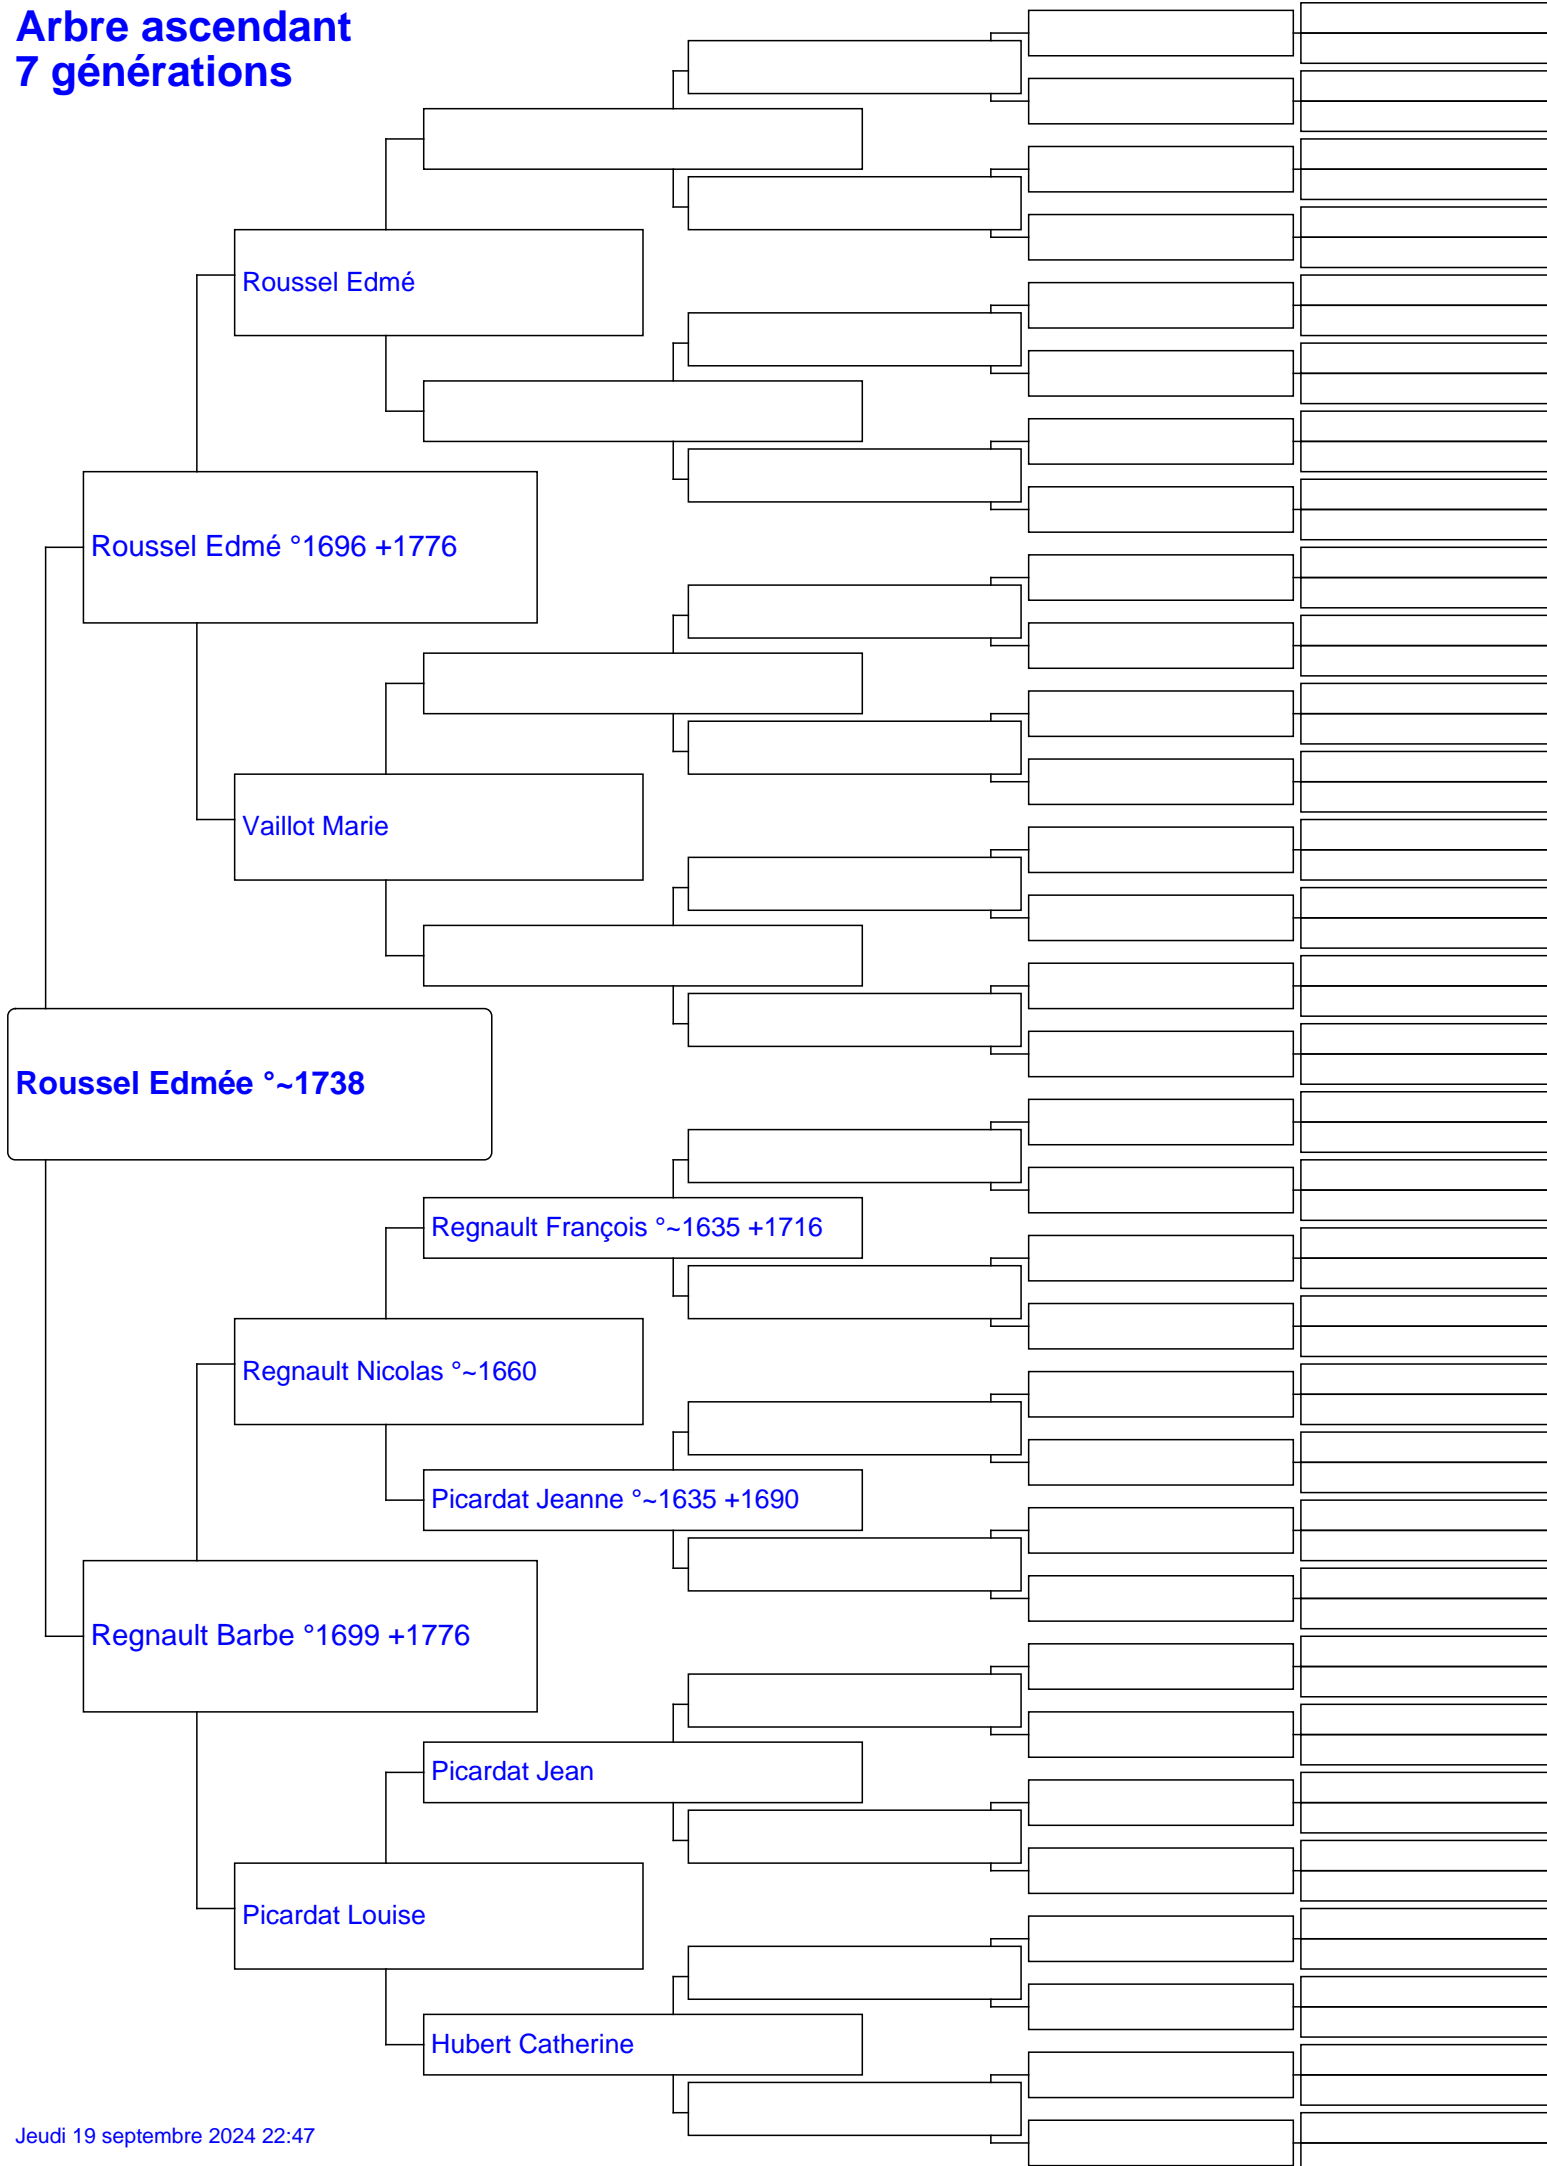 Arbre ascendant
7 générations
Roussel Edmé
Roussel Edmé °1696 +1776
Vaillot Marie
Roussel Edmée °~1738
Regnault François °~1635 +1716
Regnault Nicolas °~1660
Picardat Jeanne °~1635 +1690
Regnault Barbe °1699 +1776
Picardat Jean
Picardat Louise
Hubert Catherine
Jeudi 19 septembre 2024 22:47